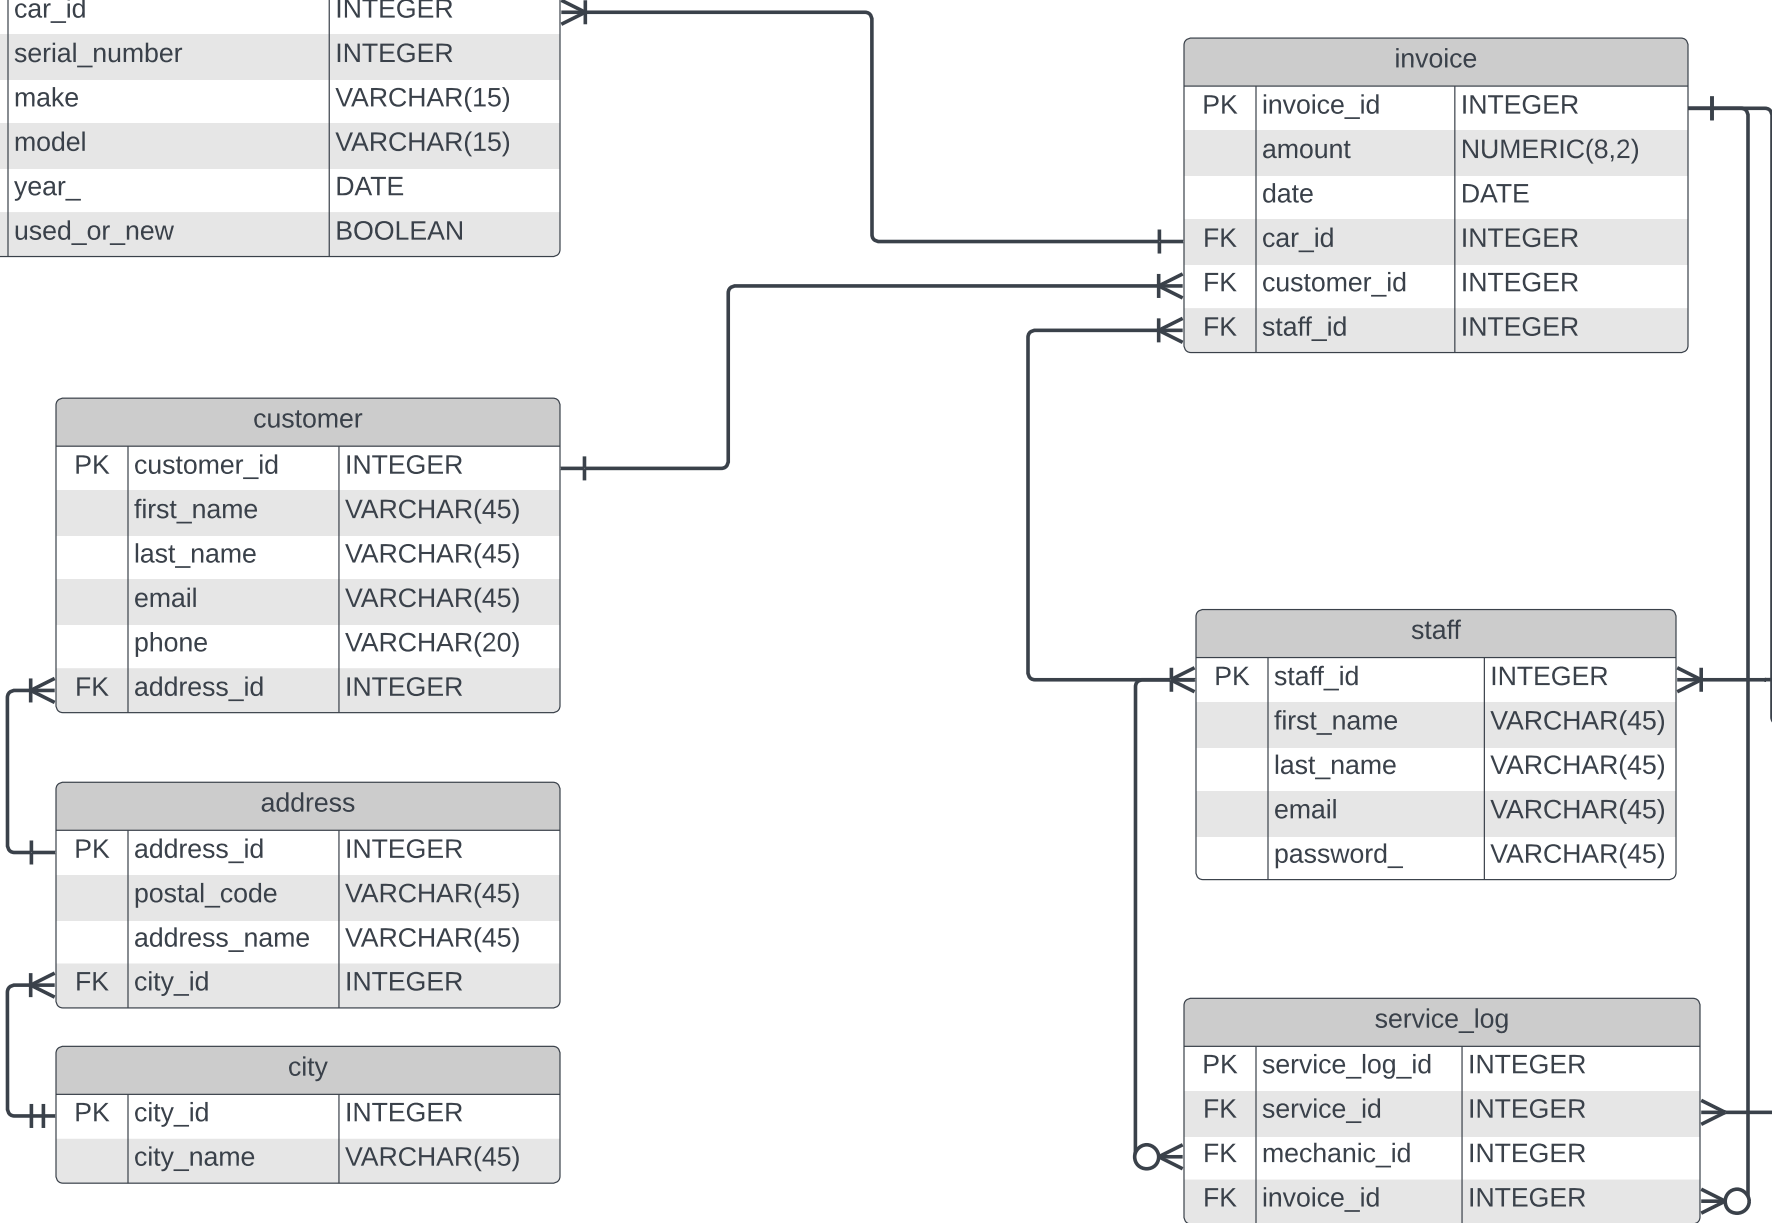 car_id INTEGER
serial_number INTEGER
make VARCHAR(15)
model VARCHAR(15)
year_ DATE
used_or_new BOOLEAN
invoice
PK invoice_id INTEGER
amount NUMERIC(8,2)
date DATE
FK car_id INTEGER
FK customer_id INTEGER
FK staff_id INTEGER
customer
PK customer_id INTEGER
first_name VARCHAR(45)
last_name VARCHAR(45)
email VARCHAR(45)
phone VARCHAR(20)
FK address_id INTEGER
address
PK address_id INTEGER
postal_code VARCHAR(45)
address_name VARCHAR(45)
FK city_id INTEGER
city
PK city_id INTEGER
city_name VARCHAR(45)
staff
PK staff_id INTEGER
first_name VARCHAR(45)
last_name VARCHAR(45)
email VARCHAR(45)
password_ VARCHAR(45)
service_log
PK service_log_id INTEGER
FK service_id INTEGER
FK mechanic_id INTEGER
FK invoice_id INTEGER